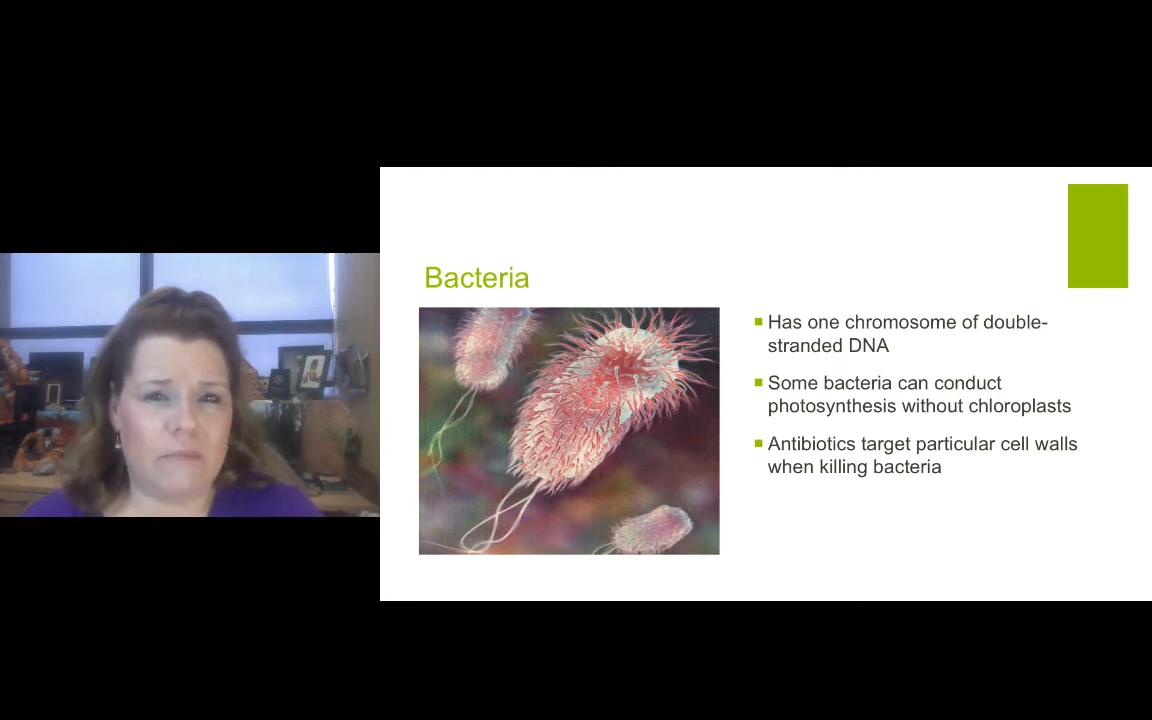 Bacteria
Has one chromosome of double-
stranded DNA
Some bacteria can conduct
photosynthesis without chloroplasts
Antibiotics target particular cell walls
when killing bacteria